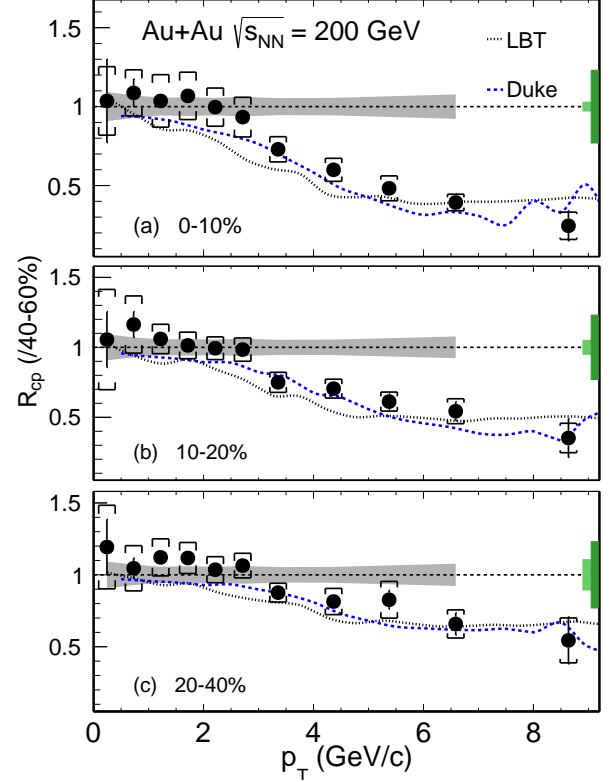 Au+Au √s_NN = 200 GeV
LBT
Duke
1.5
1
0.5
(a) 0-10%
R_cp (/40-60%)
1.5
1
0.5
(b) 10-20%
1.5
1
0.5
(c) 20-40%
0 2 4 6 8
p_T (GeV/c)